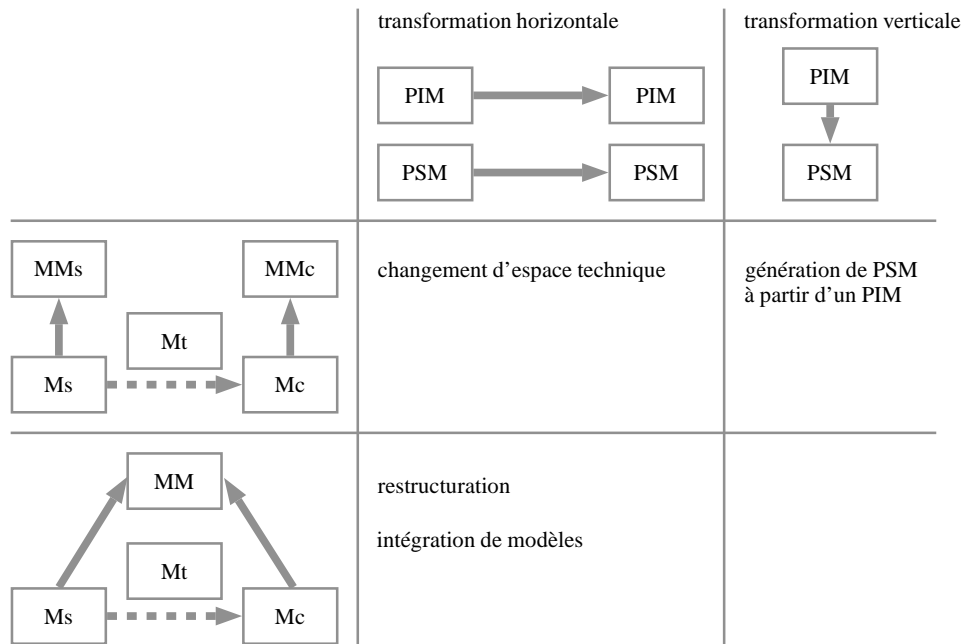 transformation horizontale
transformation verticale
PIM
PIM
PIM
PSM
PSM
PSM
MMs
MMc
changement d’espace technique
génération de PSM
à partir d’un PIM
Mt
Ms
Mc
MM
restructuration
intégration de modèles
Mt
Ms
Mc